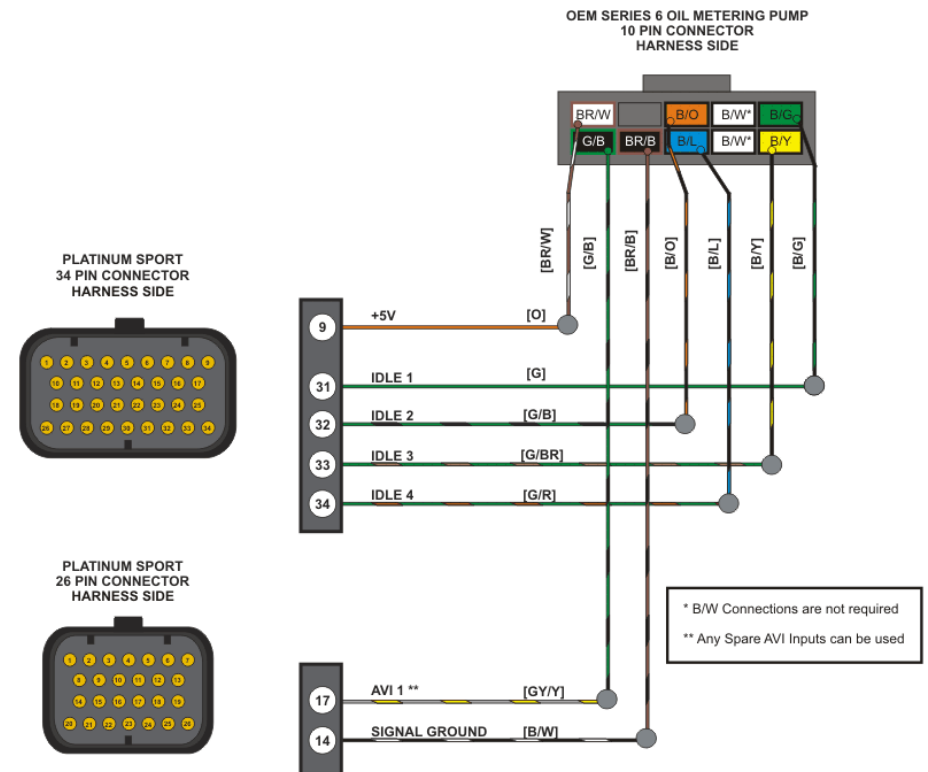 OEM SERIES 6 OIL METERING PUMP
10 PIN CONNECTOR
HARNESS SIDE
BR/W B/O B/W* B/G
G/B BR/B B/L B/W* B/Y
[BR/W] [G/B] [BR/B] [B/O] [B/L] [B/Y] [B/G]
PLATINUM SPORT
34 PIN CONNECTOR
HARNESS SIDE
1 2 3 4 5 6 7 8 9
10 11 12 13 14 15 16 17
18 19 20 21 22 23 24 25
26 27 28 29 30 31 32 33 34
9 +5V [O]
31 IDLE 1 [G]
32 IDLE 2 [G/B]
33 IDLE 3 [G/BR]
34 IDLE 4 [G/R]
PLATINUM SPORT
26 PIN CONNECTOR
HARNESS SIDE
1 2 3 4 5 6 7
8 9 10 11 12 13
14 15 16 17 18 19
20 21 22 23 24 25 26
17 AVI 1 ** [GY/Y]
14 SIGNAL GROUND [B/W]
* B/W Connections are not required
** Any Spare AVI Inputs can be used